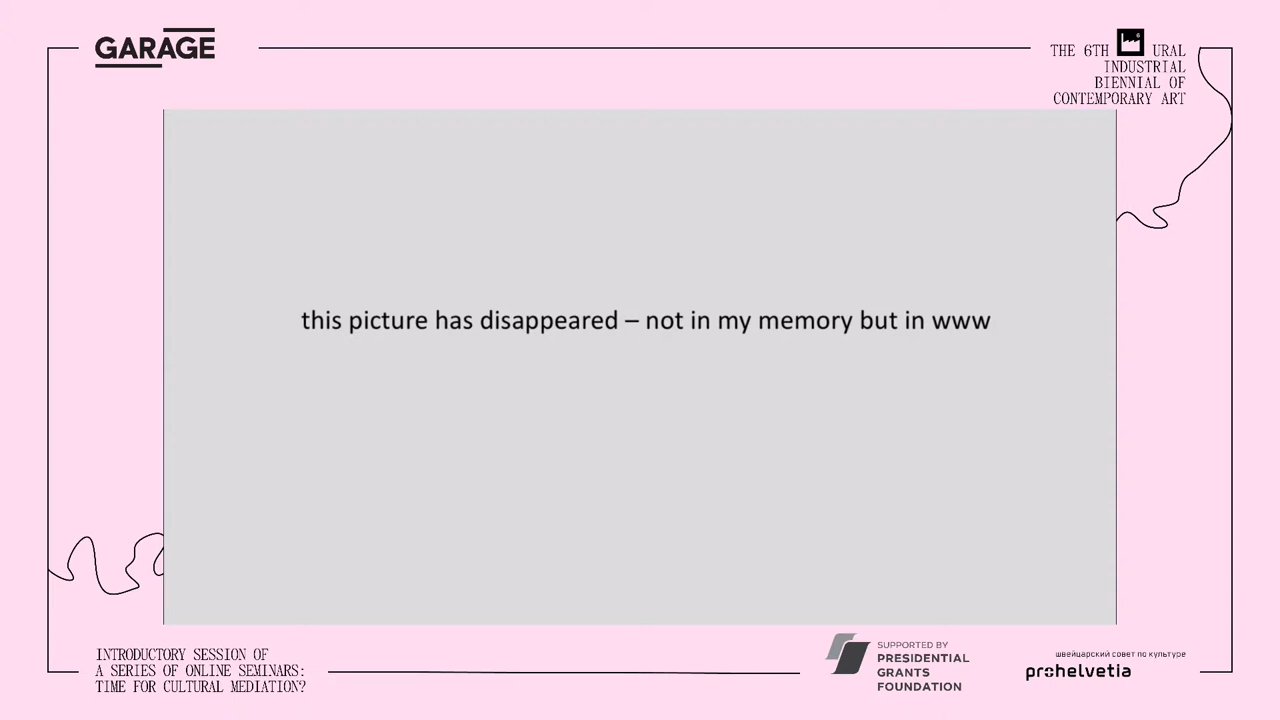 GARAGE
THE 6TH URAL
INDUSTRIAL
BIENNIAL OF
CONTEMPORARY ART
this picture has disappeared – not in my memory but in www
INTRODUCTORY SESSION OF
A SERIES OF ONLINE SEMINARS:
TIME FOR CULTURAL MEDIATION?
SUPPORTED BY
PRESIDENTIAL
GRANTS
FOUNDATION
швейцарский совет по культуре
prohelvetia